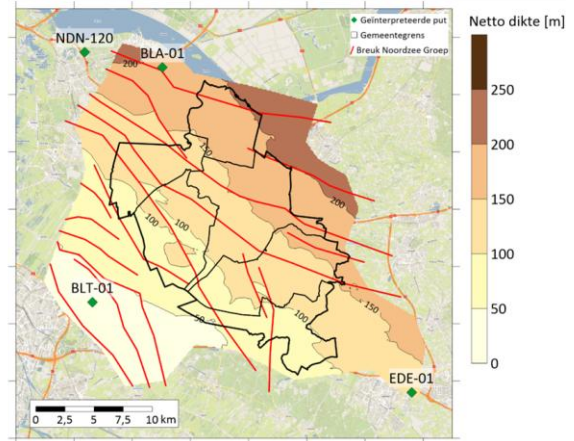 Netto dikte [m]
Geïnterpreteerde put
Gemeentegrens
Breuk Noordzee Groep
NDN-120
BLA-01
200
150
100
100
200
BLT-01
50
100
150
EDE-01
250
200
150
100
50
0
0 2,5 5 7,5 10 km